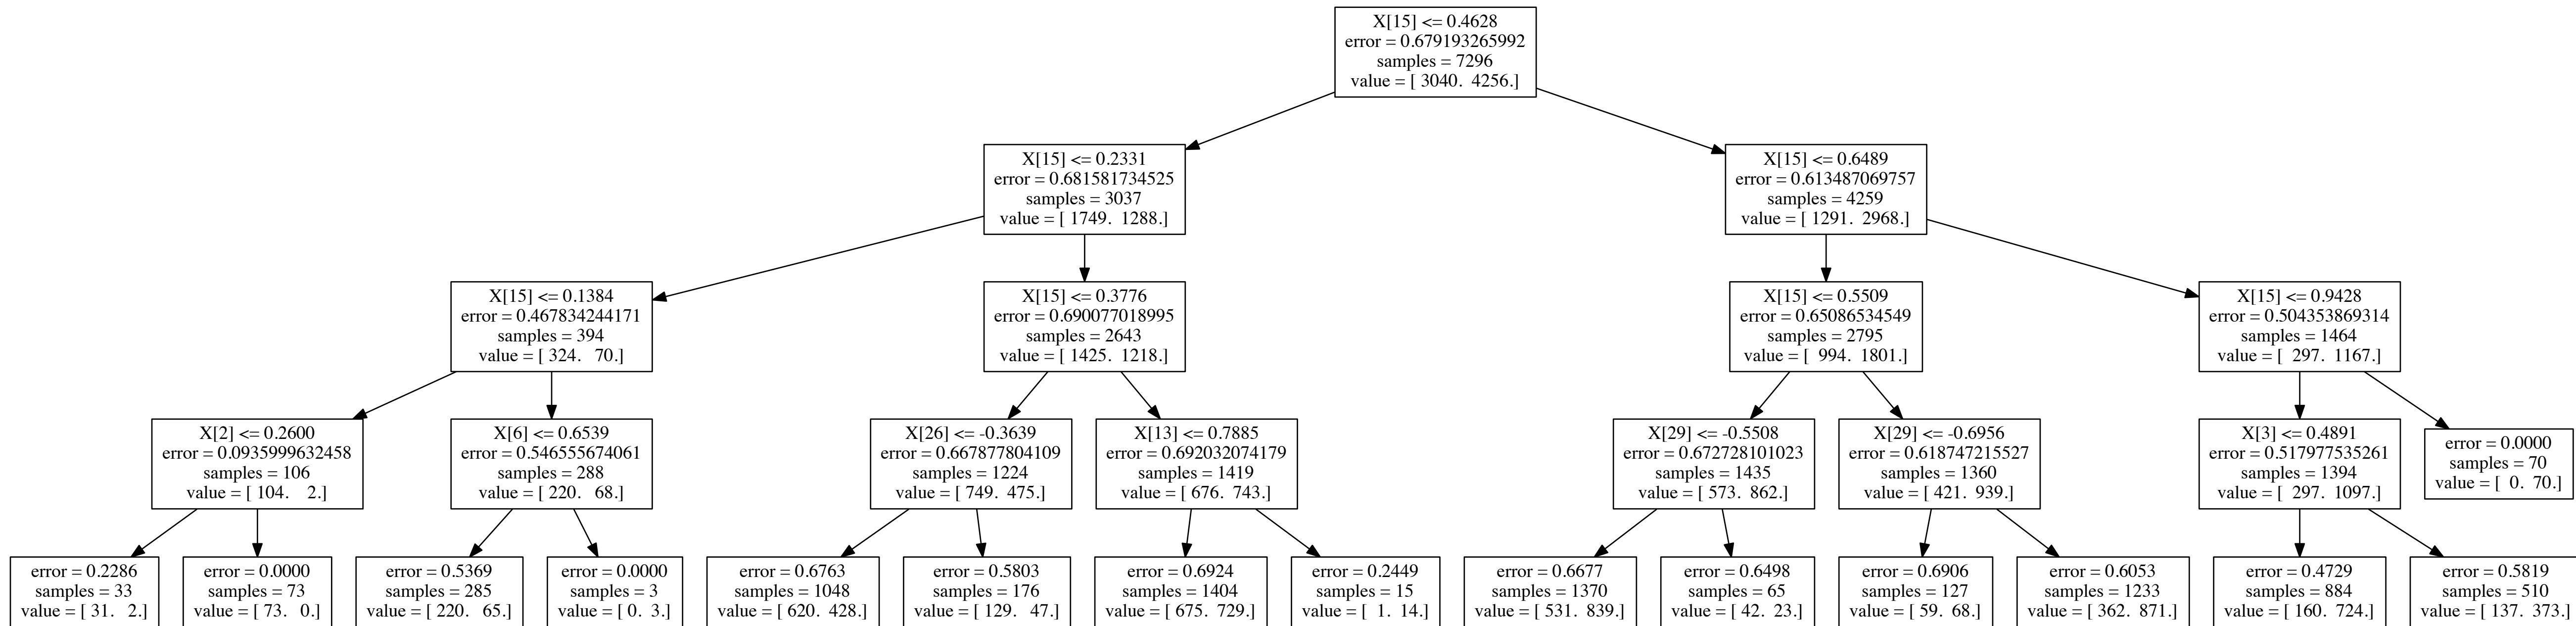 X[15] <= 0.4628
error = 0.679193265992
samples = 7296
value = [ 3040. 4256.]
X[15] <= 0.2331
error = 0.681581734525
samples = 3037
value = [ 1749. 1288.]
X[15] <= 0.6489
error = 0.613487069757
samples = 4259
value = [ 1291. 2968.]
X[15] <= 0.1384
error = 0.467834244171
samples = 394
value = [ 324. 70.]
X[15] <= 0.3776
error = 0.690077018995
samples = 2643
value = [ 1425. 1218.]
X[15] <= 0.5509
error = 0.65086534549
samples = 2795
value = [ 994. 1801.]
X[15] <= 0.9428
error = 0.504353869314
samples = 1464
value = [ 297. 1167.]
X[2] <= 0.2600
error = 0.0935999632458
samples = 106
value = [ 104. 2.]
X[6] <= 0.6539
error = 0.546555674061
samples = 288
value = [ 220. 68.]
X[26] <= -0.3639
error = 0.667877804109
samples = 1224
value = [ 749. 475.]
X[13] <= 0.7885
error = 0.692032074179
samples = 1419
value = [ 676. 743.]
X[29] <= -0.5508
error = 0.672728101023
samples = 1435
value = [ 573. 862.]
X[29] <= -0.6956
error = 0.618747215527
samples = 1360
value = [ 421. 939.]
X[3] <= 0.4891
error = 0.517977535261
samples = 1394
value = [ 297. 1097.]
error = 0.0000
samples = 70
value = [ 0. 70.]
error = 0.2286
samples = 33
value = [ 31. 2.]
error = 0.0000
samples = 73
value = [ 73. 0.]
error = 0.5369
samples = 285
value = [ 220. 65.]
error = 0.0000
samples = 3
value = [ 0. 3.]
error = 0.6763
samples = 1048
value = [ 620. 428.]
error = 0.5803
samples = 176
value = [ 129. 47.]
error = 0.6924
samples = 1404
value = [ 675. 729.]
error = 0.2449
samples = 15
value = [ 1. 14.]
error = 0.6677
samples = 1370
value = [ 531. 839.]
error = 0.6498
samples = 65
value = [ 42. 23.]
error = 0.6906
samples = 127
value = [ 59. 68.]
error = 0.6053
samples = 1233
value = [ 362. 871.]
error = 0.4729
samples = 884
value = [ 160. 724.]
error = 0.5819
samples = 510
value = [ 137. 373.]